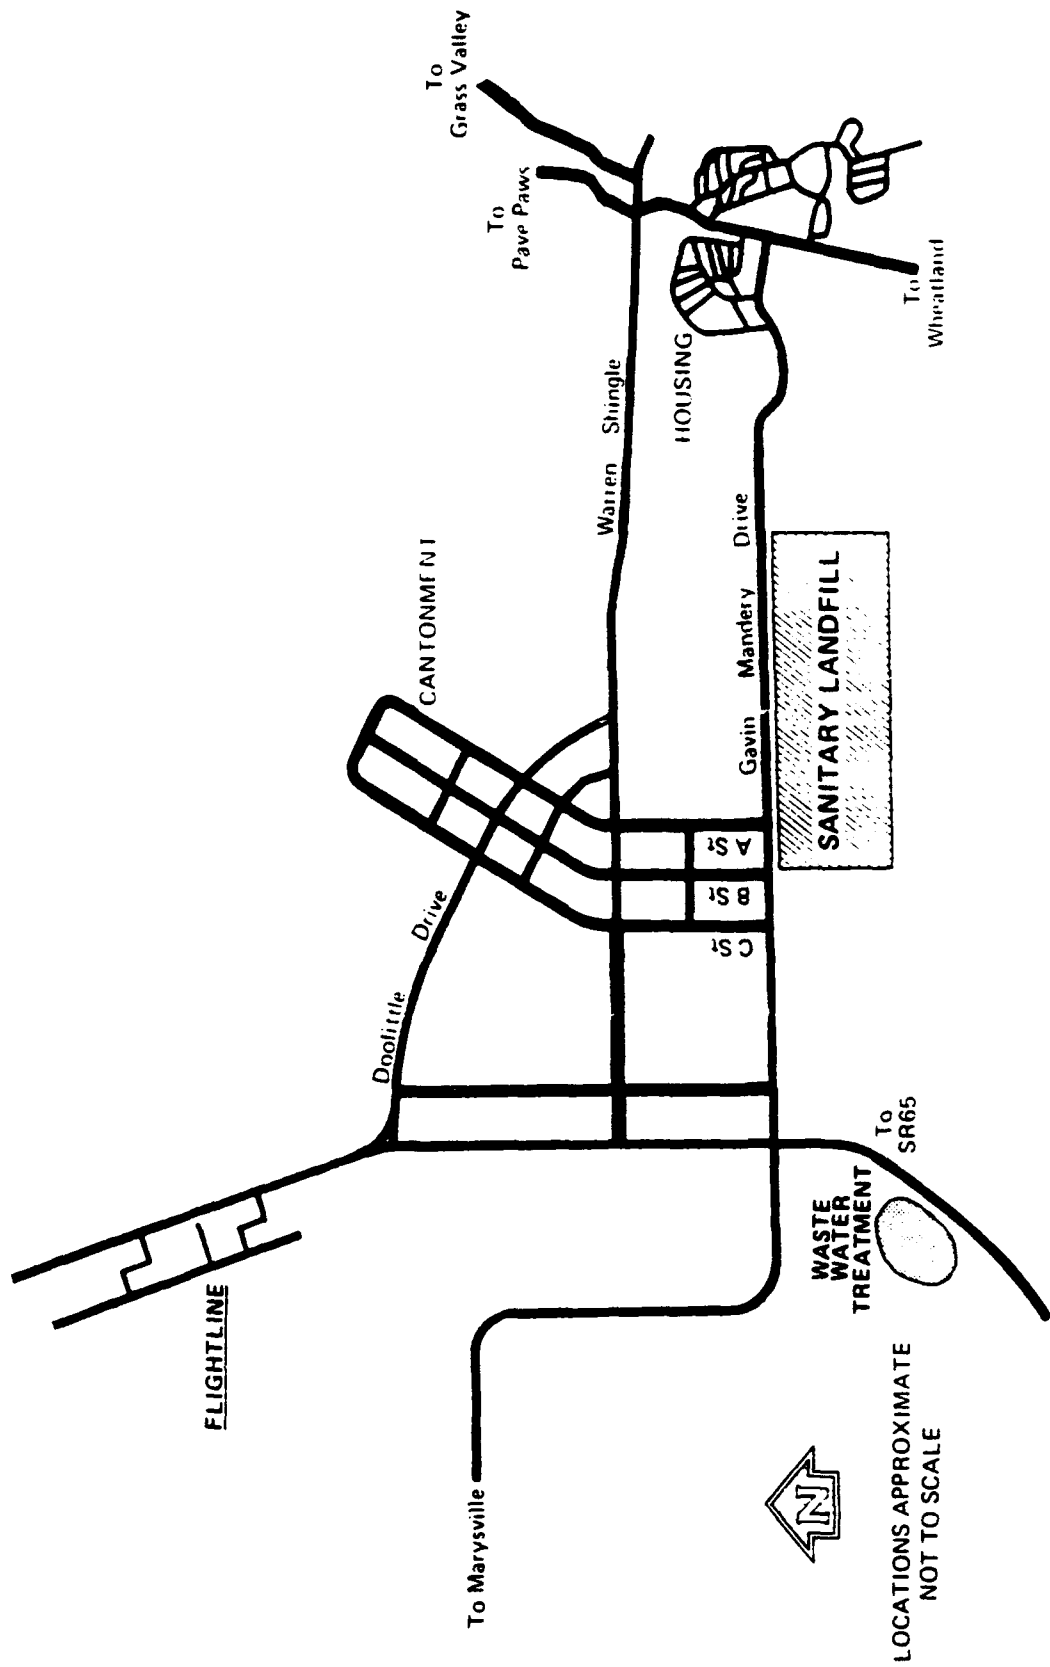 To
Grass Valley
To
Pave Paws
Warren Shingle
HOUSING
To
Wheatland
CANTONMENT
Gavin Mandery Drive
SANITARY LANDFILL
Doolittle Drive
A St
B St
C St
FLIGHTLINE
To
SR65
WASTE
WATER
TREATMENT
To Marysville
N
LOCATIONS APPROXIMATE
NOT TO SCALE